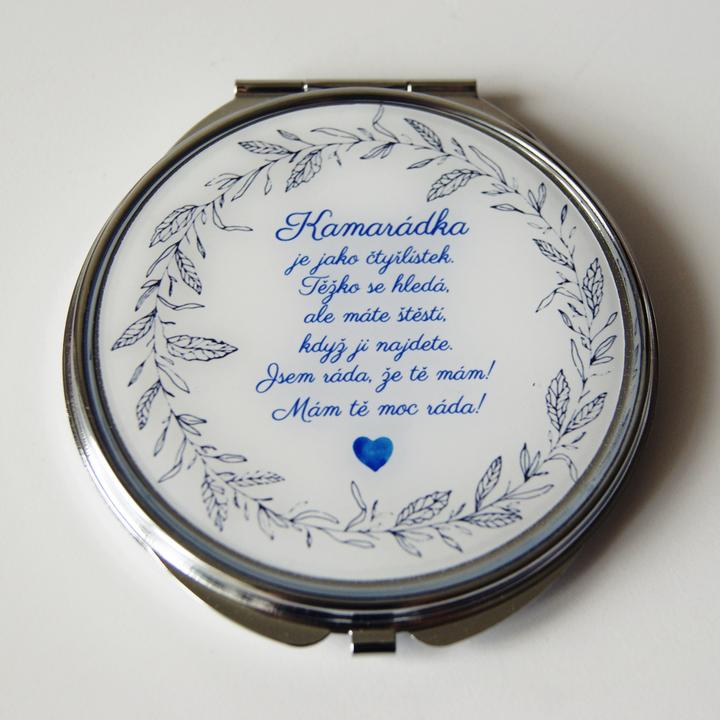 Kamarádka
je jako čtyřlístek.
Těžko se hledá,
ale máte štěstí,
když ji najdete.
Jsem ráda, že tě mám!
Mám tě moc ráda!